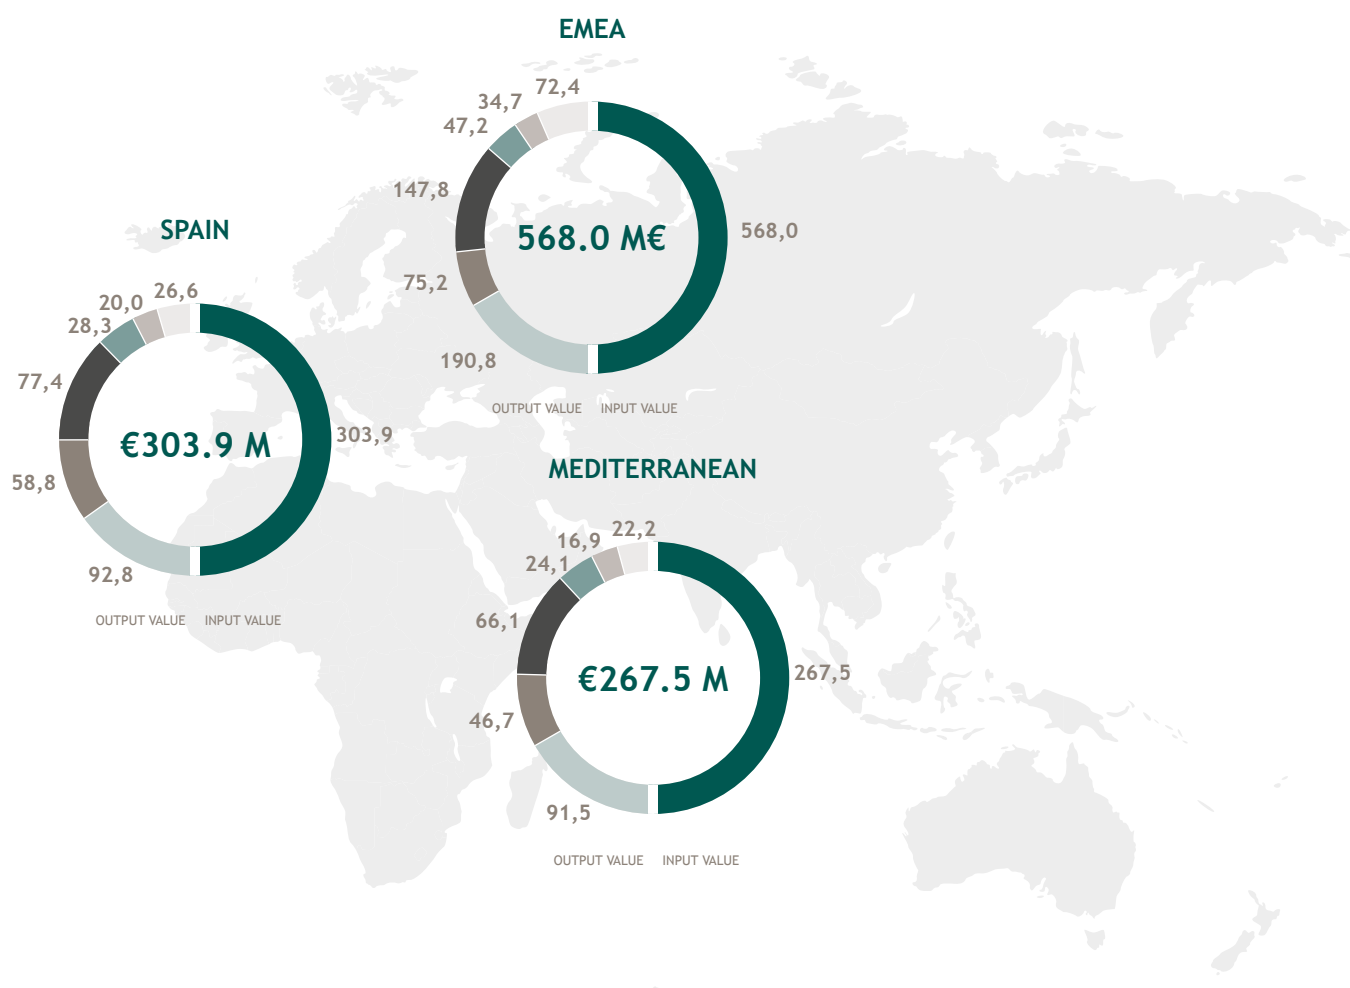 EMEA
72,4
34,7
47,2
147,8
568.0 M€
568,0
75,2
190,8
OUTPUT VALUE INPUT VALUE
SPAIN
26,6
20,0
28,3
77,4
€303.9 M
303,9
58,8
92,8
OUTPUT VALUE INPUT VALUE
MEDITERRANEAN
22,2
16,9
24,1
66,1
€267.5 M
267,5
46,7
91,5
OUTPUT VALUE INPUT VALUE